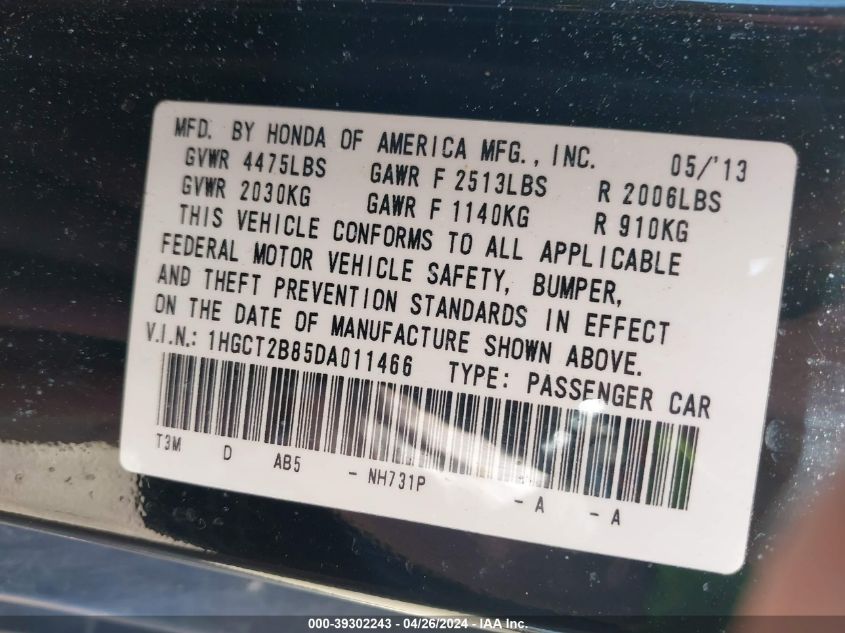 MFD. BY HONDA OF AMERICA MFG., INC. 05/'13
GVWR 4475LBS GAWR F 2513LBS R 2006LBS
GVWR 2030KG GAWR F 1140KG R 910KG
THIS VEHICLE CONFORMS TO ALL APPLICABLE
FEDERAL MOTOR VEHICLE SAFETY, BUMPER,
AND THEFT PREVENTION STANDARDS IN EFFECT
ON THE DATE OF MANUFACTURE SHOWN ABOVE.
V.I.N.: 1HGCT2B85DA011466 TYPE: PASSENGER CAR
T3M D AB5 - NH731P - A - A
000-39302243 - 04/26/2024 - IAA Holdings, LLC.